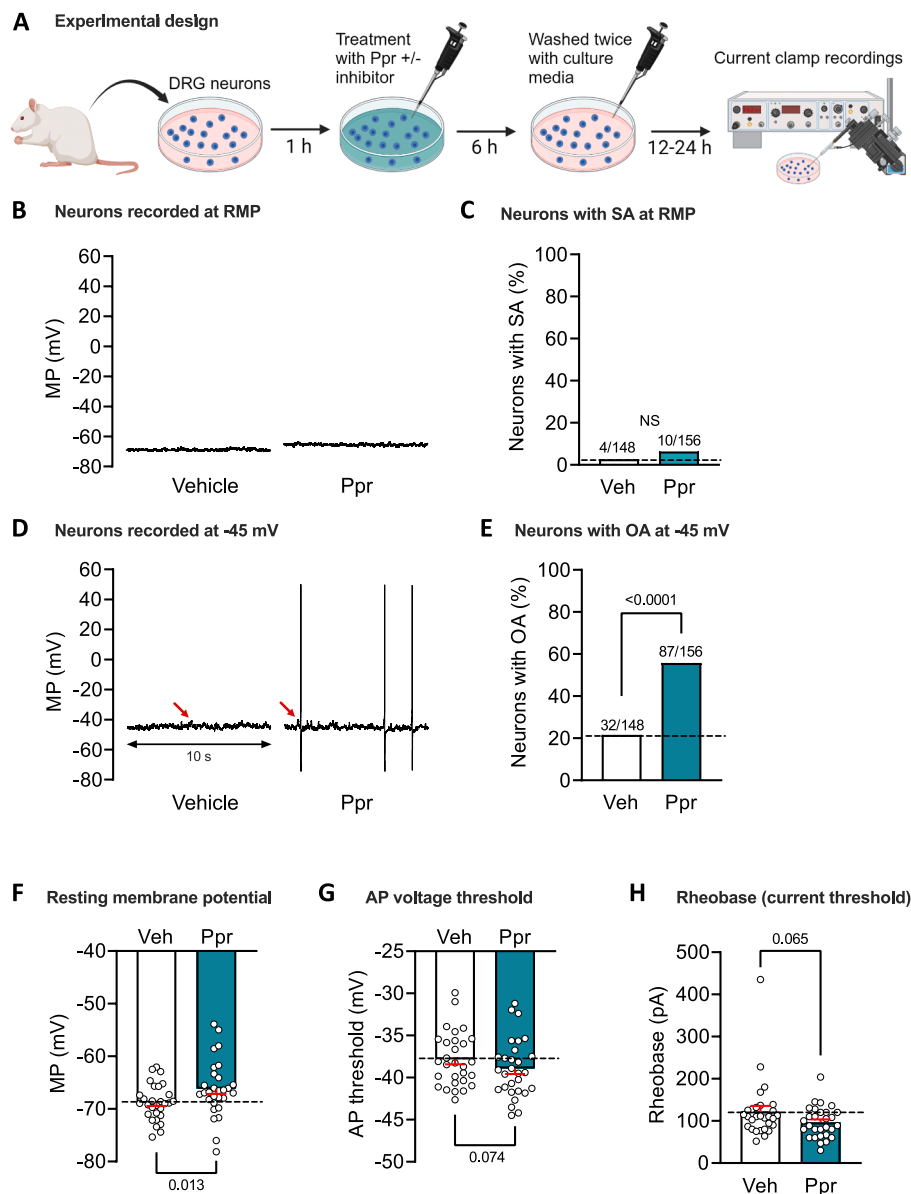 A Experimental design
DRG neurons
1 h
Treatment
with Ppr +/-
inhibitor
6 h
Washed twice
with culture
media
12-24 h
Current clamp recordings
B Neurons recorded at RMP
MP (mV)
60
40
20
0
-20
-40
-60
-80
Vehicle
Ppr
C Neurons with SA at RMP
Neurons with SA (%)
100
80
60
40
20
0
4/148
NS
10/156
Veh
Ppr
D Neurons recorded at -45 mV
MP (mV)
60
40
20
0
-20
-40
-60
-80
10 s
Vehicle
Ppr
E Neurons with OA at -45 mV
Neurons with OA (%)
100
80
60
40
20
0
<0.0001
32/148
87/156
Veh
Ppr
F Resting membrane potential
Veh
Ppr
MP (mV)
-40
-50
-60
-70
-80
0.013
G AP voltage threshold
Veh
Ppr
AP threshold (mV)
-25
-30
-35
-40
-45
-50
0.074
H Rheobase (current threshold)
Rheobase (pA)
500
400
300
200
100
0
0.065
Veh
Ppr